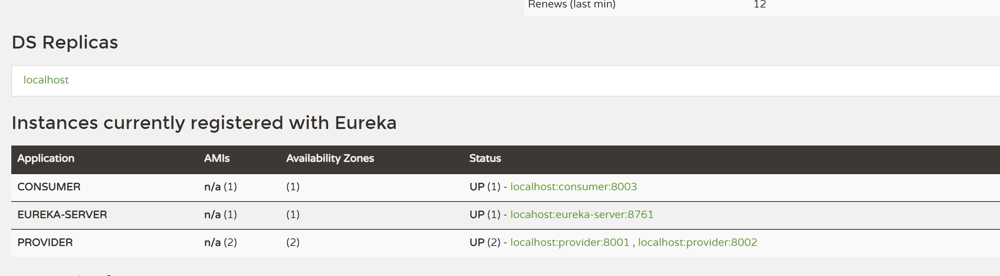 Renews (last min) 12
DS Replicas
localhost
Instances currently registered with Eureka
Application AMIs Availability Zones Status
CONSUMER n/a (1) (1) UP (1) - localhost:consumer:8003
EUREKA-SERVER n/a (1) (1) UP (1) - locahost:eureka-server:8761
PROVIDER n/a (2) (2) UP (2) - localhost:provider:8001 , localhost:provider:8002